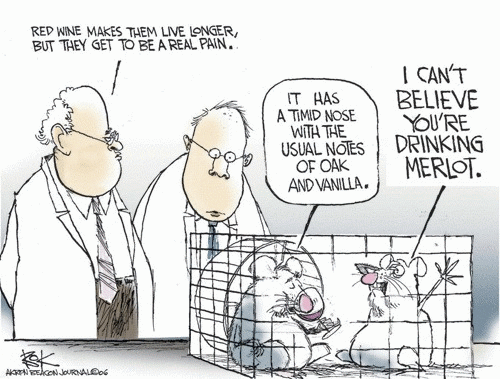 RED WINE MAKES THEM LIVE LONGER,
BUT THEY GET TO BE A REAL PAIN.
IT HAS
A TIMID NOSE
WITH THE
USUAL NOTES
OF OAK
AND VANILLA.
I CAN'T
BELIEVE
YOU'RE
DRINKING
MERLOT.
BOK
AKRON BEACON JOURNAL©06